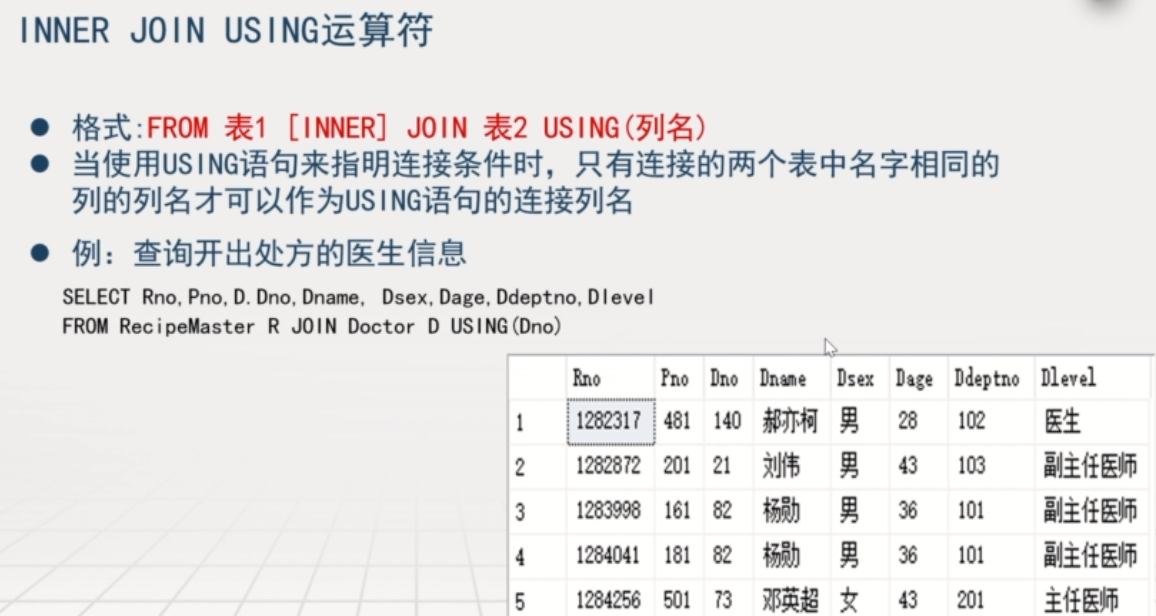 INNER JOIN USING运算符
格式:FROM 表1 [INNER] JOIN 表2 USING(列名)
当使用USING语句来指明连接条件时，只有连接的两个表中名字相同的
列的列名才可以作为USING语句的连接列名
例：查询开出处方的医生信息
SELECT Rno,Pno,D.Dno,Dname, Dsex,Dage,Ddeptno,Dlevel
FROM RecipeMaster R JOIN Doctor D USING(Dno)
Rno Pno Dno Dname Dsex Dage Ddeptno Dlevel
1 1282317 481 140 郝亦柯 男 28 102 医生
2 1282872 201 21 刘伟 男 43 103 副主任医师
3 1283998 161 82 杨勋 男 36 101 副主任医师
4 1284041 181 82 杨勋 男 36 101 副主任医师
5 1284256 501 73 邓英超 女 43 201 主任医师